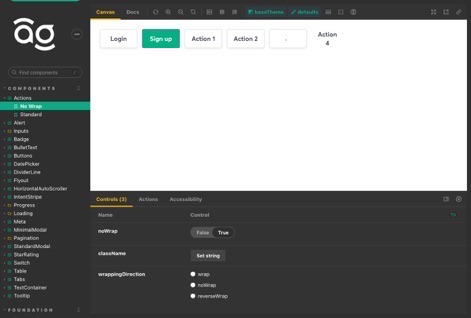 ag
Find components
/
COMPONENTS
Actions
No Wrap
Standard
Alert
Inputs
Badge
BulletText
Buttons
DatePicker
DividerLine
Flyout
HorizontalAutoScroller
IntentStripe
Progress
Loading
Meta
MinimalModal
Pagination
StandardModal
StarRating
Switch
Table
Tabs
TextContainer
Tooltip
FOUNDATION
Canvas
Docs
baseTheme
defaults
Login
Sign up
Action 1
Action 2
.
Action
4
Controls (3)
Actions
Accessibility
Name
Control
noWrap
False
True
className
Set string
wrappingDirection
wrap
noWrap
reverseWrap